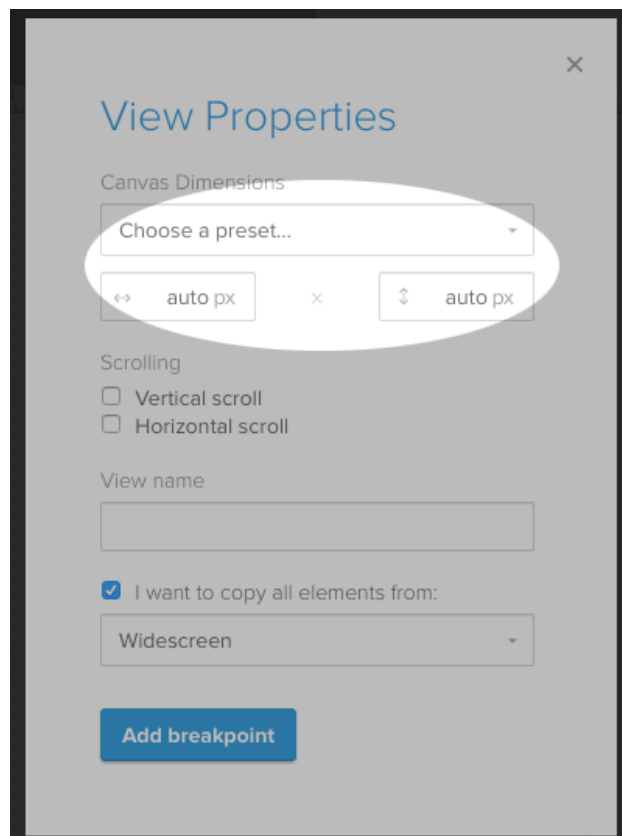 View Properties
Canvas Dimensions
Choose a preset...
auto px × auto px
Scrolling
Vertical scroll
Horizontal scroll
View name
I want to copy all elements from:
Widescreen
Add breakpoint